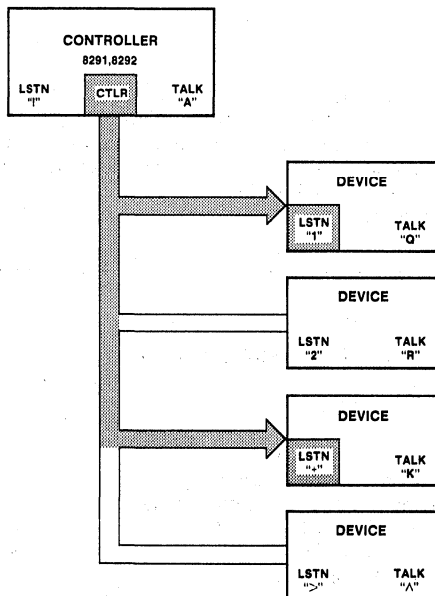 CONTROLLER
8291,8292
LSTN
"!"
CTLR
TALK
"A"
DEVICE
LSTN
"1"
TALK
"Q"
DEVICE
LSTN
"2"
TALK
"R"
DEVICE
LSTN
"+"
TALK
"K"
DEVICE
LSTN
">"
TALK
"^"